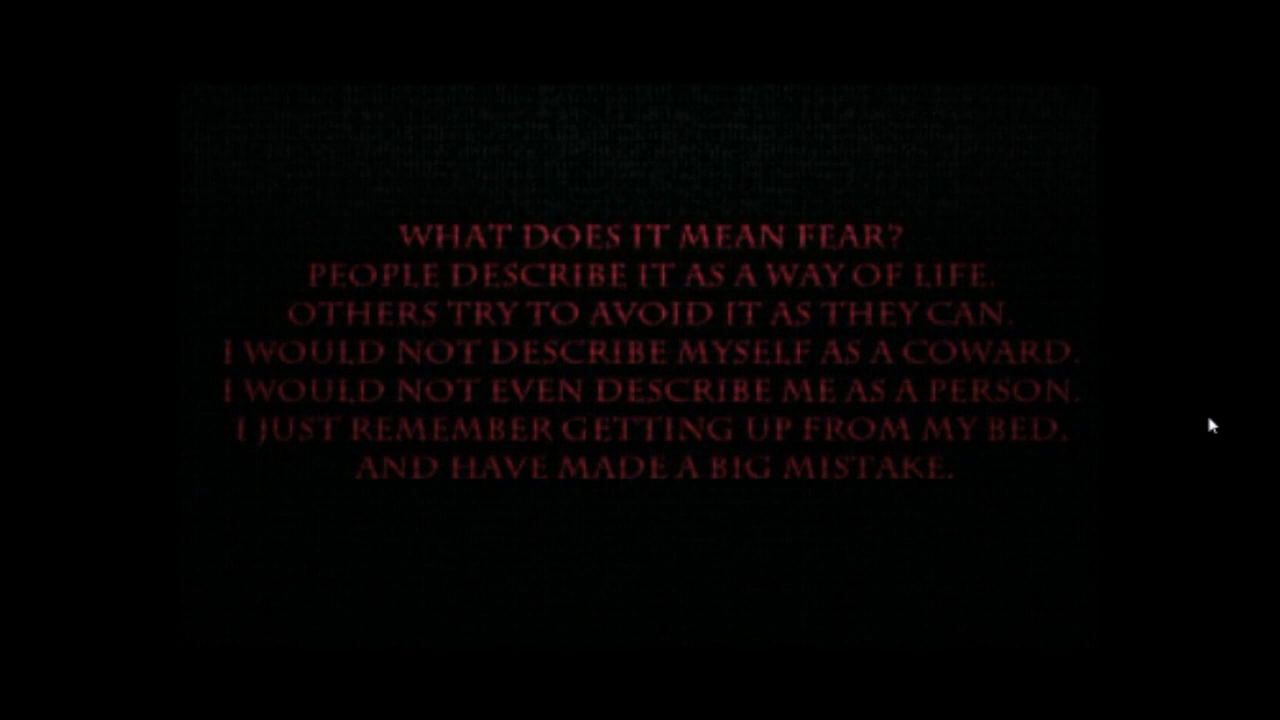 WHAT DOES IT MEAN FEAR?
PEOPLE DESCRIBE IT AS A WAY OF LIFE.
OTHERS TRY TO AVOID IT AS THEY CAN.
I WOULD NOT DESCRIBE MYSELF AS A COWARD.
I WOULD NOT EVEN DESCRIBE ME AS A PERSON.
I JUST REMEMBER GETTING UP FROM MY BED,
AND HAVE MADE A BIG MISTAKE.